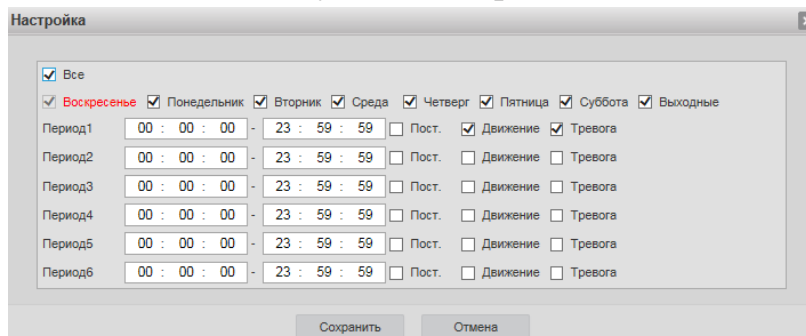 Настройка
Все
Воскресенье Понедельник Вторник Среда Четверг Пятница Суббота Выходные
Период1 00 : 00 : 00 - 23 : 59 : 59 Пост. Движение Тревога
Период2 00 : 00 : 00 - 23 : 59 : 59 Пост. Движение Тревога
Период3 00 : 00 : 00 - 23 : 59 : 59 Пост. Движение Тревога
Период4 00 : 00 : 00 - 23 : 59 : 59 Пост. Движение Тревога
Период5 00 : 00 : 00 - 23 : 59 : 59 Пост. Движение Тревога
Период6 00 : 00 : 00 - 23 : 59 : 59 Пост. Движение Тревога
Сохранить Отмена